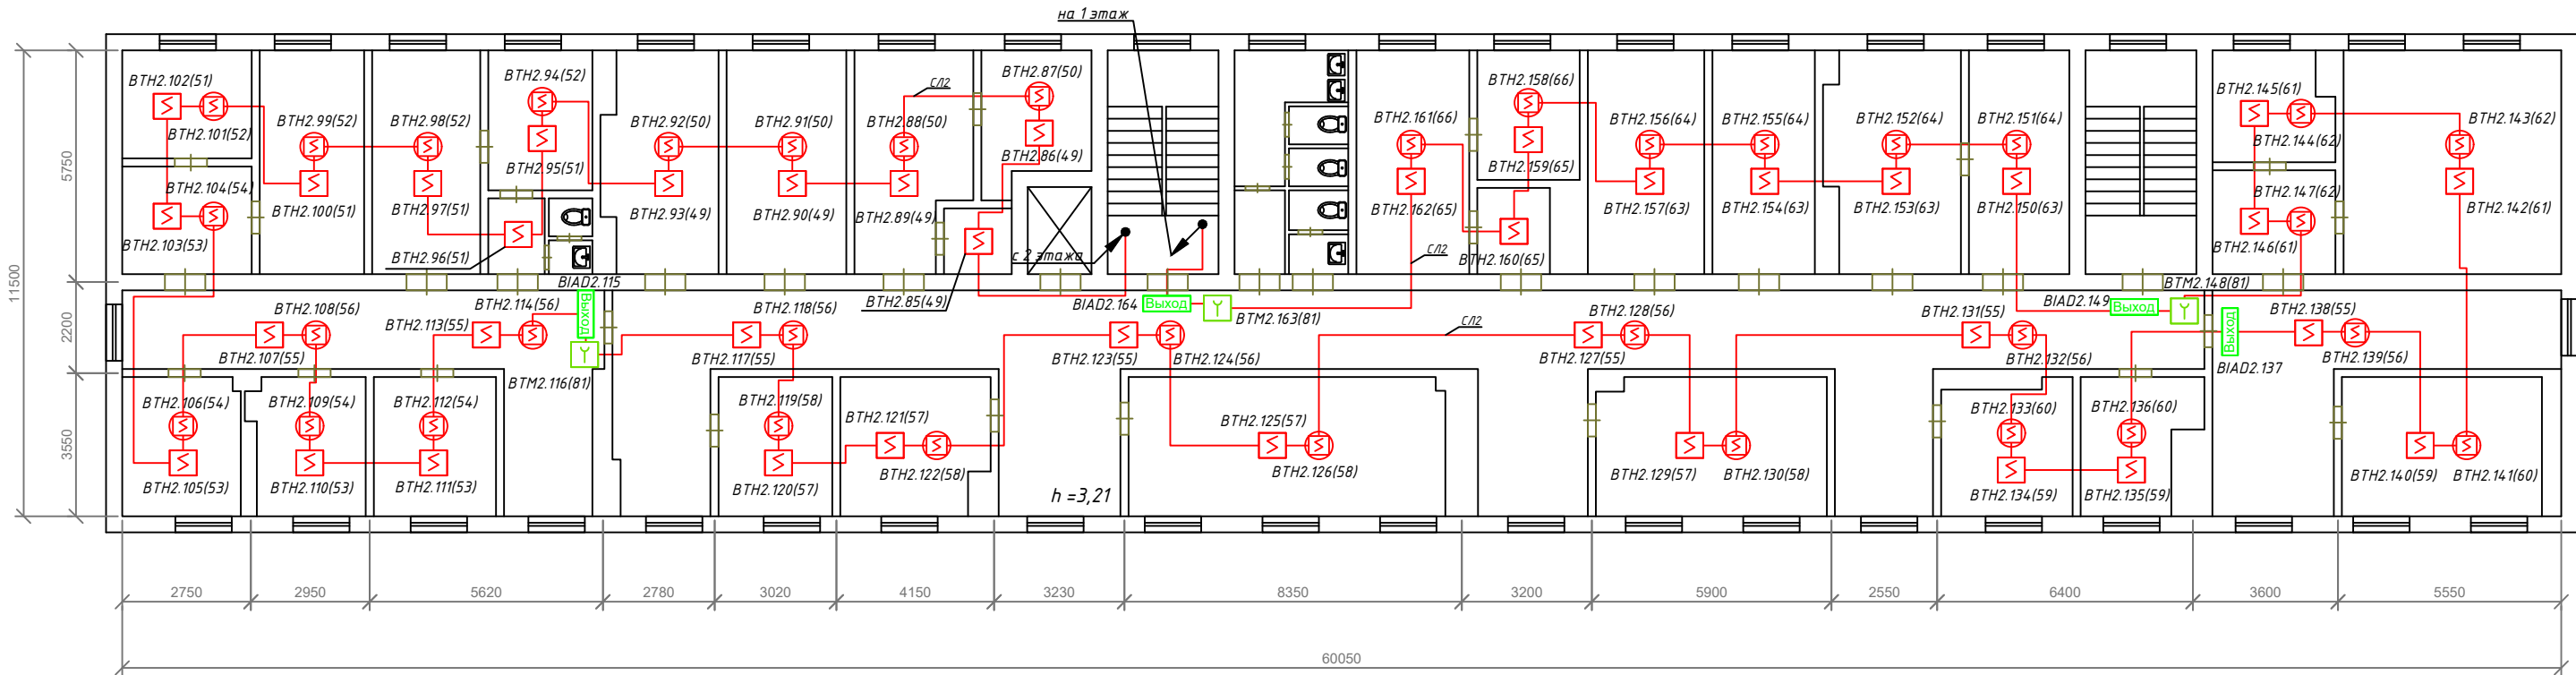 на 1 этаж
ВТН2.102(51)
ВТН2.101(52)
ВТН2.104(54)
ВТН2.103(53)
ВТН2.99(52)
ВТН2.100(51)
ВТН2.98(52)
ВТН2.97(51)
ВТН2.94(52)
ВТН2.95(51)
ВТН2.96(51)
ВТН2.92(50)
ВТН2.93(49)
ВТН2.91(50)
ВТН2.90(49)
СЛ2
ВТН2.88(50)
ВТН2.89(49)
ВТН2.87(50)
ВТН2.86(49)
ВТН2.85(49)
с 2 этажа
ВТН2.161(66)
ВТН2.162(65)
СЛ2
ВТН2.158(66)
ВТН2.159(65)
ВТН2.160(65)
ВТН2.156(64)
ВТН2.157(63)
ВТН2.155(64)
ВТН2.154(63)
ВТН2.152(64)
ВТН2.153(63)
ВТН2.151(64)
ВТН2.150(63)
ВТН2.145(61)
ВТН2.144(62)
ВТН2.147(62)
ВТН2.146(61)
ВТН2.143(62)
ВТН2.142(61)
BIAD2.115
Выход
ВТМ2.116(81)
BIAD2.164
Выход
ВТМ2.163(81)
BIAD2.149
Выход
ВТМ2.148(81)
Выход
BIAD2.137
ВТН2.108(56)
ВТН2.107(55)
ВТН2.114(56)
ВТН2.113(55)
ВТН2.118(56)
ВТН2.117(55)
ВТН2.123(55)
ВТН2.124(56)
СЛ2
ВТН2.128(56)
ВТН2.127(55)
ВТН2.131(55)
ВТН2.132(56)
ВТН2.138(55)
ВТН2.139(56)
ВТН2.106(54)
ВТН2.105(53)
ВТН2.109(54)
ВТН2.110(53)
ВТН2.112(54)
ВТН2.111(53)
ВТН2.119(58)
ВТН2.120(57)
ВТН2.121(57)
ВТН2.122(58)
h =3,21
ВТН2.125(57)
ВТН2.126(58)
ВТН2.129(57)
ВТН2.130(58)
ВТН2.133(60)
ВТН2.134(59)
ВТН2.136(60)
ВТН2.135(59)
ВТН2.140(59)
ВТН2.141(60)
11500
5750
2200
3550
2750
2950
5620
2780
3020
4150
3230
8350
3200
5900
2550
6400
3600
5550
60050